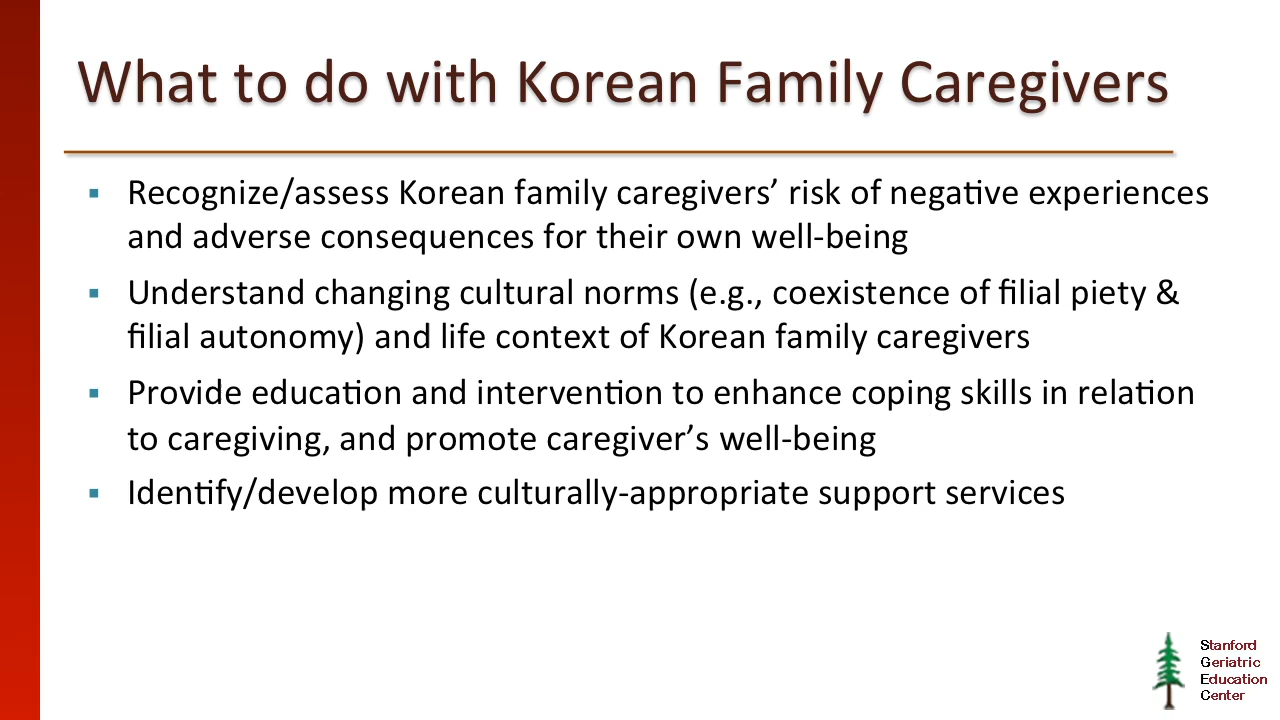 What to do with Korean Family Caregivers
▪ Recognize/assess Korean family caregivers’ risk of negative experiences
and adverse consequences for their own well-being
▪ Understand changing cultural norms (e.g., coexistence of filial piety &
filial autonomy) and life context of Korean family caregivers
▪ Provide education and intervention to enhance coping skills in relation
to caregiving, and promote caregiver’s well-being
▪ Identify/develop more culturally-appropriate support services
Stanford
Geriatric
Education
Center